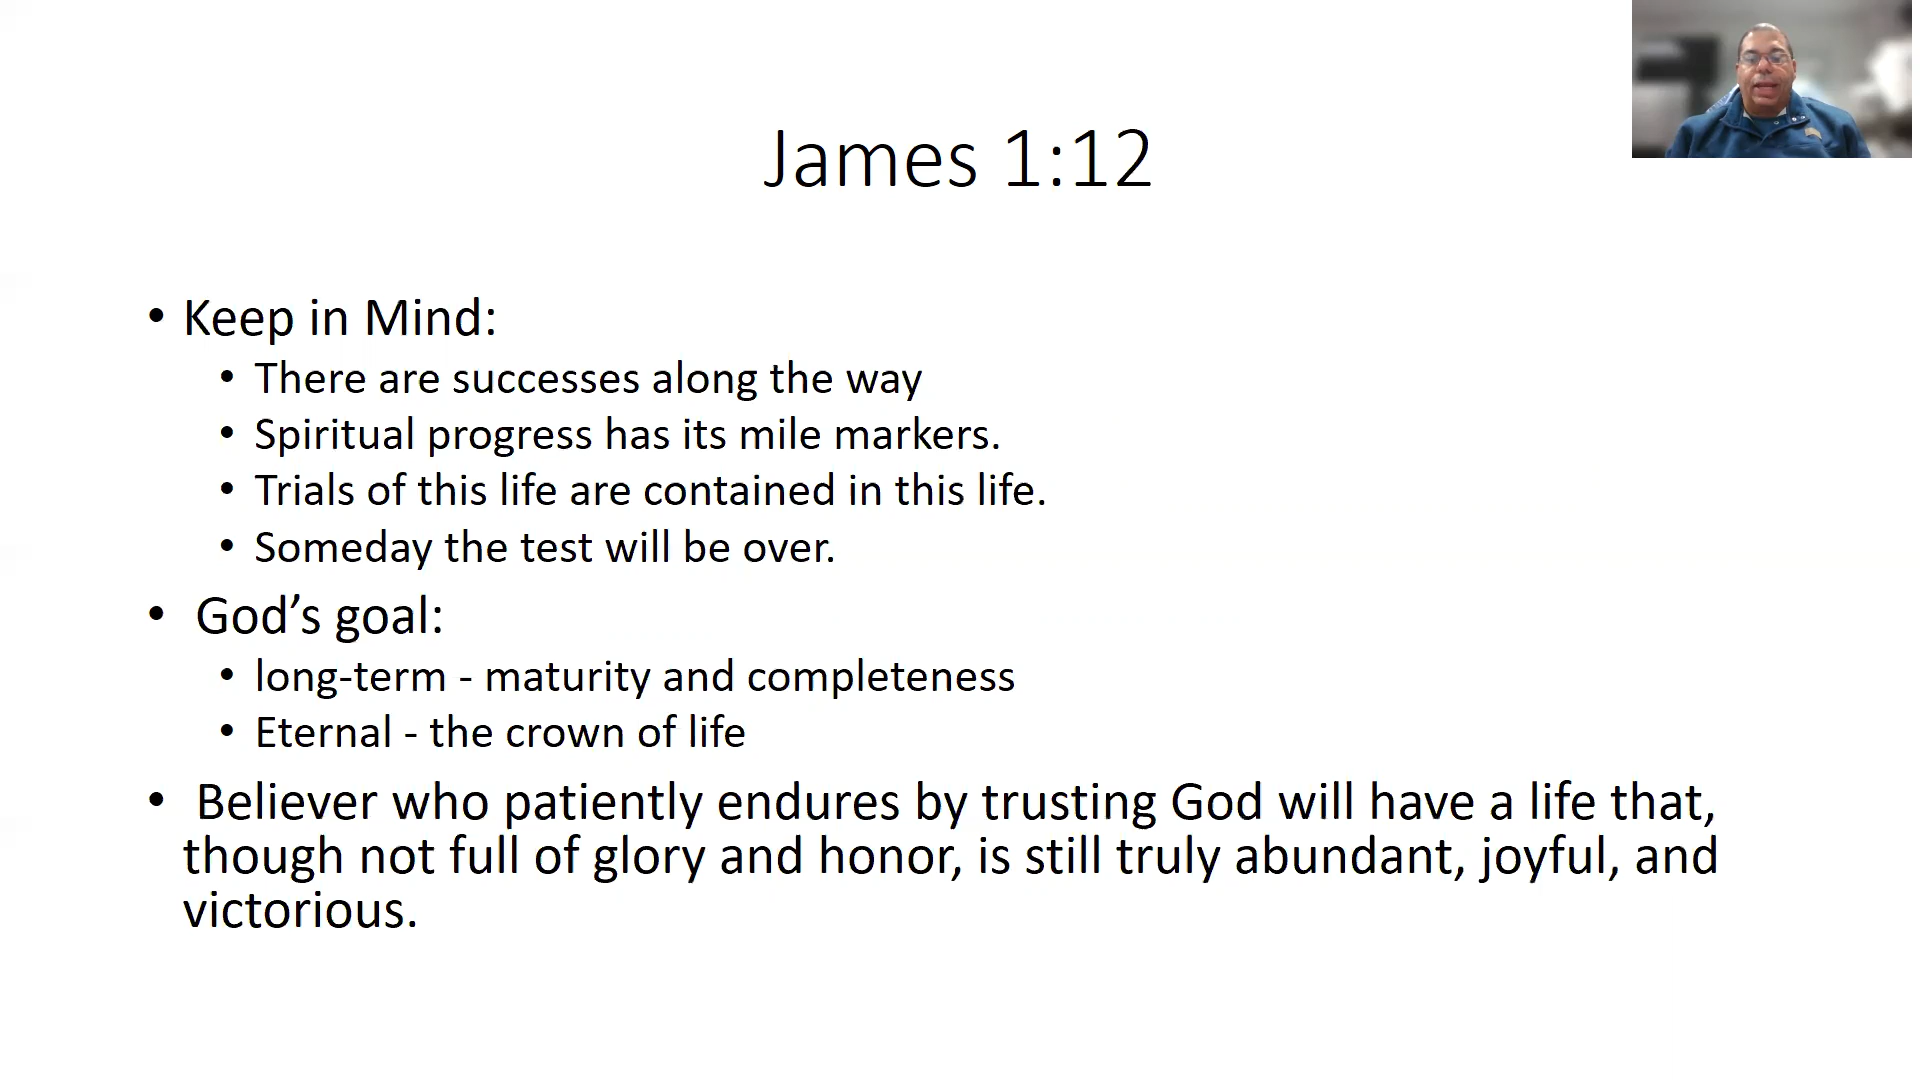 James 1:12
• Keep in Mind:
• There are successes along the way
• Spiritual progress has its mile markers.
• Trials of this life are contained in this life.
• Someday the test will be over.
• God’s goal:
• long-term - maturity and completeness
• Eternal - the crown of life
• Believer who patiently endures by trusting God will have a life that,
though not full of glory and honor, is still truly abundant, joyful, and
victorious.